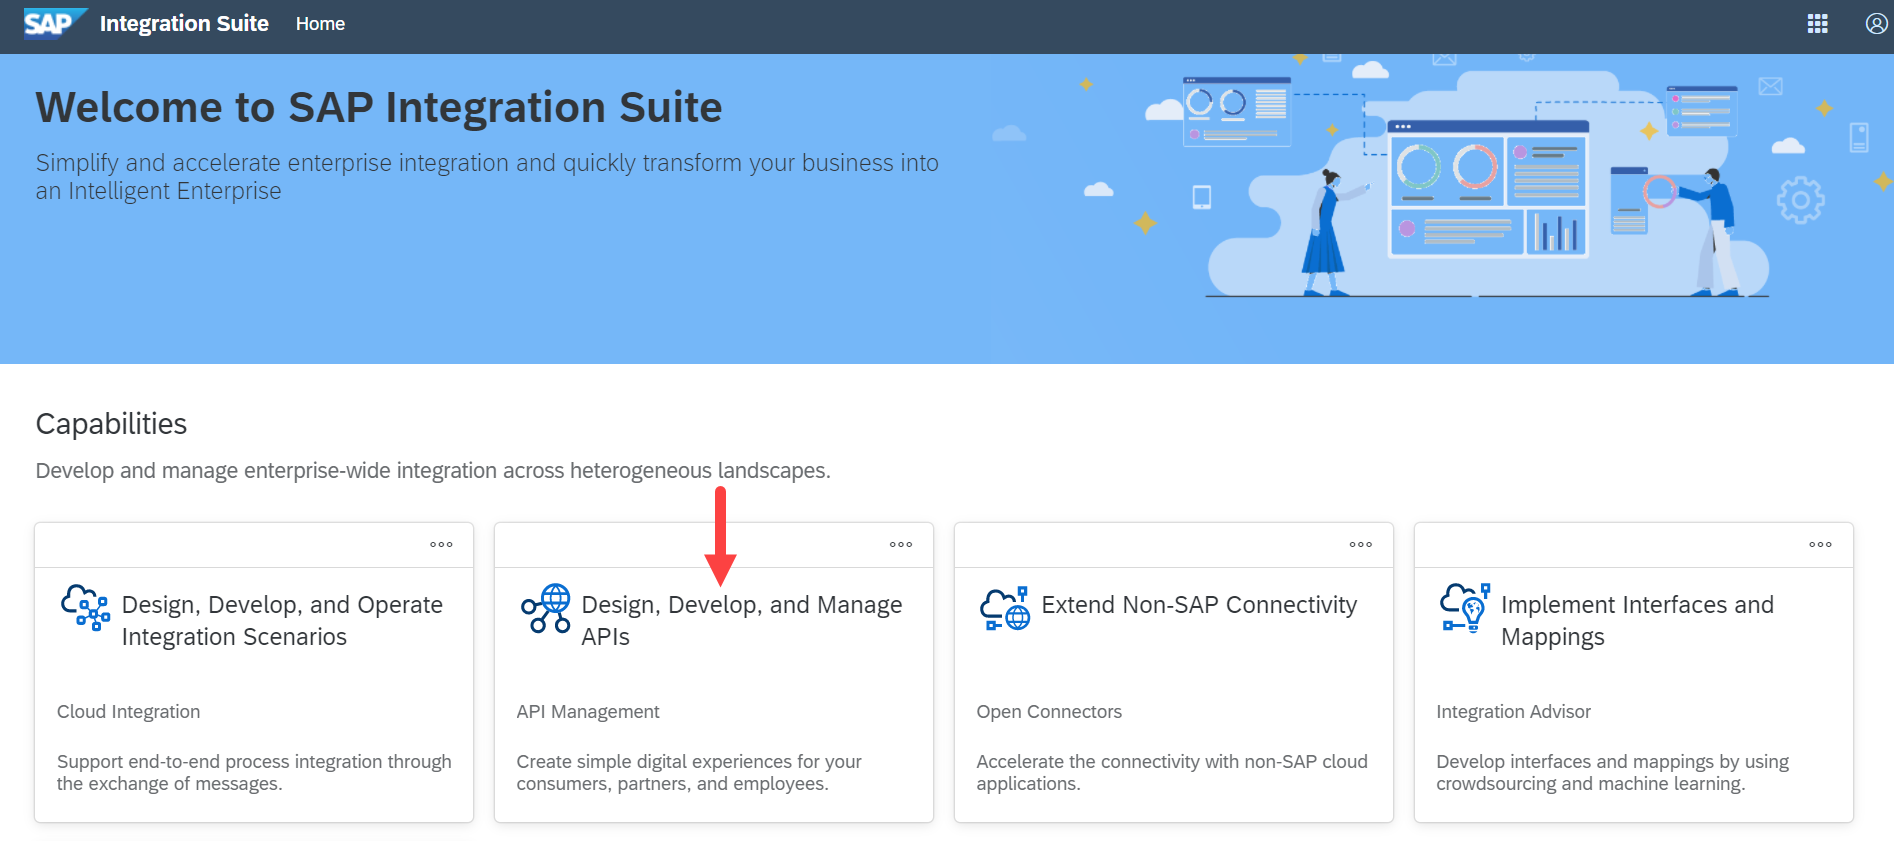 SAP Integration Suite Home
Welcome to SAP Integration Suite
Simplify and accelerate enterprise integration and quickly transform your business into
an Intelligent Enterprise
Capabilities
Develop and manage enterprise-wide integration across heterogeneous landscapes.
Design, Develop, and Operate
Integration Scenarios
Cloud Integration
Support end-to-end process integration through
the exchange of messages.
Design, Develop, and Manage
APIs
API Management
Create simple digital experiences for your
consumers, partners, and employees.
Extend Non-SAP Connectivity
Open Connectors
Accelerate the connectivity with non-SAP cloud
applications.
Implement Interfaces and
Mappings
Integration Advisor
Develop interfaces and mappings by using
crowdsourcing and machine learning.